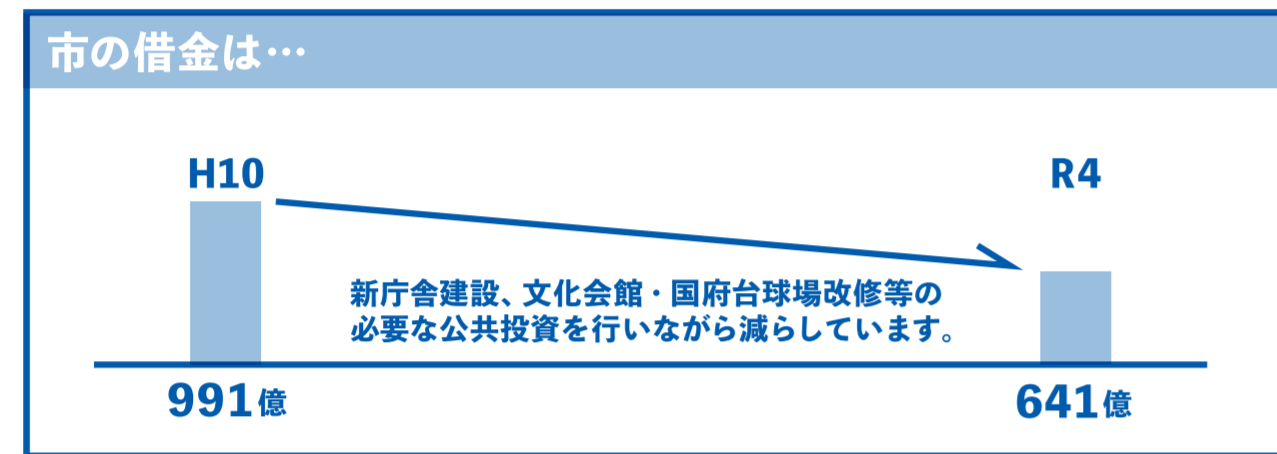 市の借金は…
H10
R4
新庁舎建設、文化会館・国府台球場改修等の
必要な公共投資を行いながら減らしています。
991億
641億